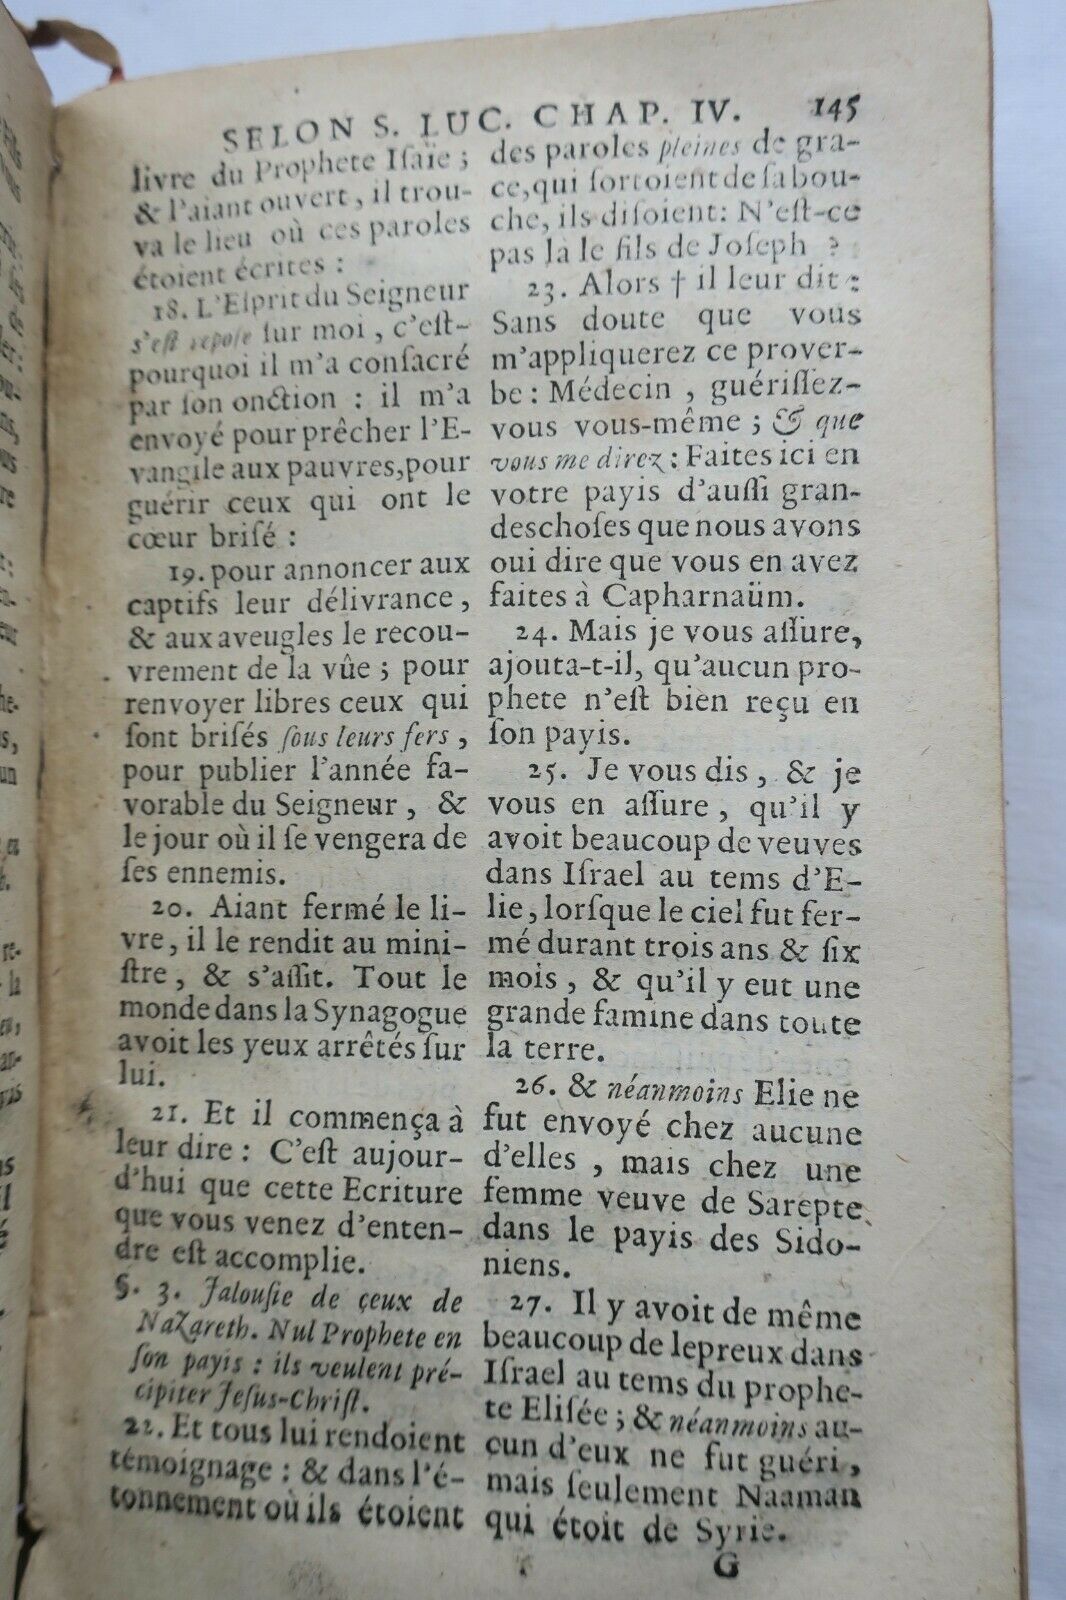 SELON S. LUC. CHAP. IV. 145
livre du Prophete Iſaïe ;
& l'aiant ouvert, il trou-
va le lieu où ces paroles
étoient écrites :
18. L'Eſprit du Seigneur
s'eſt repoſe ſur moi, c'eſt-
pourquoi il m'a conſacré
par ſon onction : il m'a
envoyé pour prêcher l'E-
vangile aux pauvres, pour
guérir ceux qui ont le
cœur briſé :
19. pour annoncer aux
captifs leur délivrance,
& aux aveugles le recou-
vrement de la vûe ; pour
renvoyer libres ceux qui
ſont briſés ſous leurs fers,
pour publier l'année fa-
vorable du Seigneur, &
le jour où il ſe vengera de
ſes ennemis.
20. Aiant fermé le li-
vre, il le rendit au mini-
ſtre, & s'aſſit. Tout le
monde dans la Synagogue
avoit les yeux arrêtés ſur
lui.
21. Et il commença à
leur dire : C'eſt aujour-
d'hui que cette Ecriture
que vous venez d'enten-
dre eſt accomplie.
§. 3. Jalouſie de çeux de
NaZareth. Nul Prophete en
ſon payis : ils veulent pré-
cipiter Jeſus-Chriſt.
22. Et tous lui rendoient
témoignage : & dans l'é-
tonnement où ils étoient
des paroles pleines de gra-
ce, qui ſortoient de ſa bou-
che, ils diſoient : N'eſt-ce
pas là le fils de Joſeph ?
23. Alors † il leur dit :
Sans doute que vous
m'appliquerez ce prover-
be : Médecin, guériſſez-
vous vous-même ; & que
vous me direz : Faites ici en
votre payis d'auſſi gran-
des choſes que nous avons
oui dire que vous en avez
faites à Capharnaüm.
24. Mais je vous aſſure,
ajouta-t-il, qu'aucun pro-
phete n'eſt bien reçu en
ſon payis.
25. Je vous dis, & je
vous en aſſure, qu'il y
avoit beaucoup de veuves
dans Iſrael au tems d'E-
lie, lorſque le ciel fut fer-
mé durant trois ans & ſix
mois, & qu'il y eut une
grande famine dans toute
la terre.
26. & néanmoins Elie ne
fut envoyé chez aucune
d'elles, mais chez une
femme veuve de Sarepte
dans le payis des Sido-
niens.
27. Il y avoit de même
beaucoup de lepreux dans
Iſrael au tems du prophe-
te Eliſée ; & néanmoins au-
cun d'eux ne fut guéri,
mais ſeulement Naaman
qui étoit de Syrie.
G